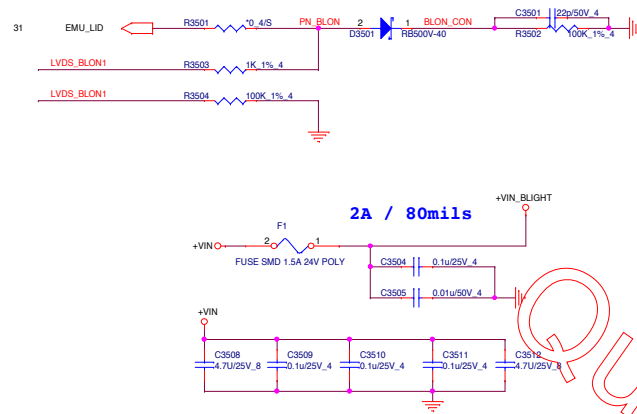 31 EMU_LID R3501 *0_4/S PN_BLON 2 1 BLON_CON C3501 22p/50V_4
D3501 RB500V-40 R3502 100K_1%_4
LVDS_BLON1 R3503 1K_1%_4
LVDS_BLON1 R3504 100K_1%_4
2A / 80mils
+VIN_BLIGHT
F1
+VIN 2 1
FUSE SMD 1.5A 24V POLY
C3504 0.1u/25V_4
C3505 0.01u/50V_4
+VIN
C3508 C3509 C3510 C3511 C3512
4.7U/25V_8 0.1u/25V_4 0.1u/25V_4 0.1u/25V_4 4.7U/25V_8
Qu